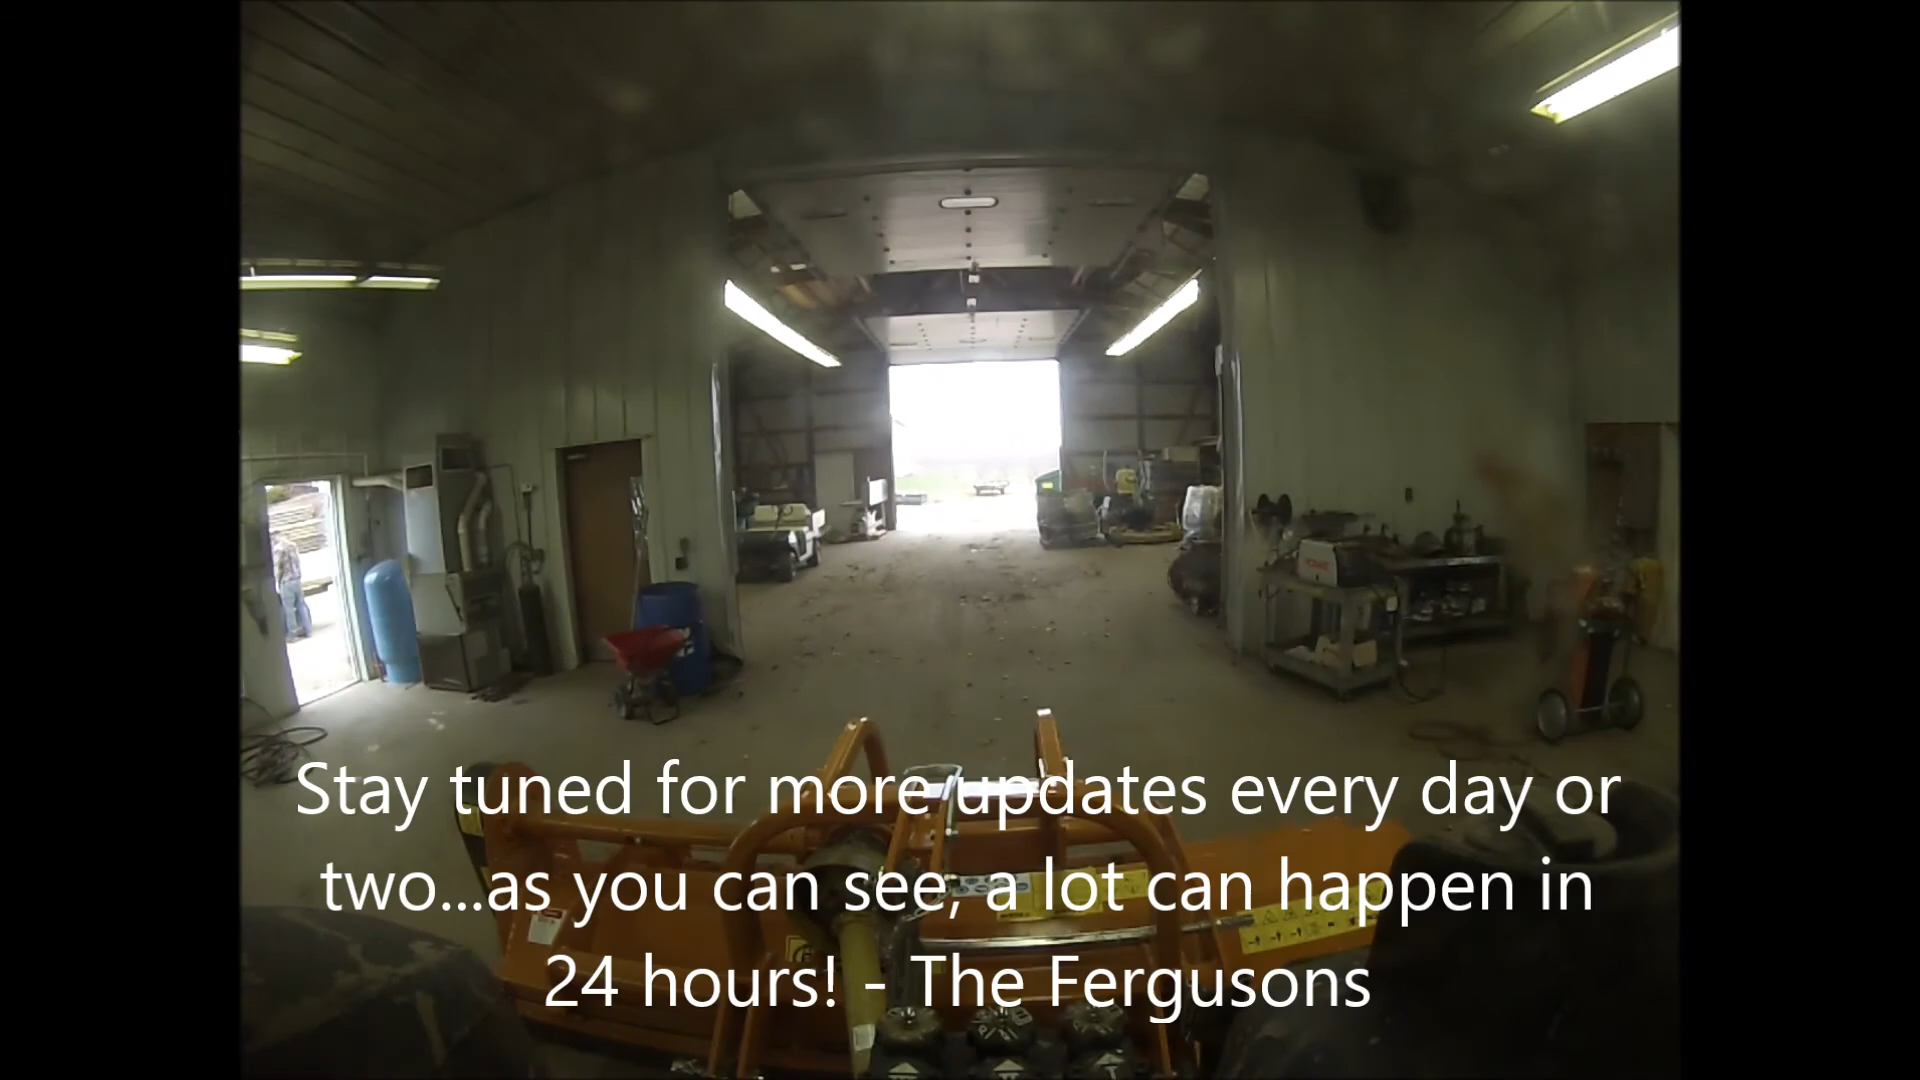 Stay tuned for more updates every day or
two...as you can see, a lot can happen in
24 hours! - The Fergusons